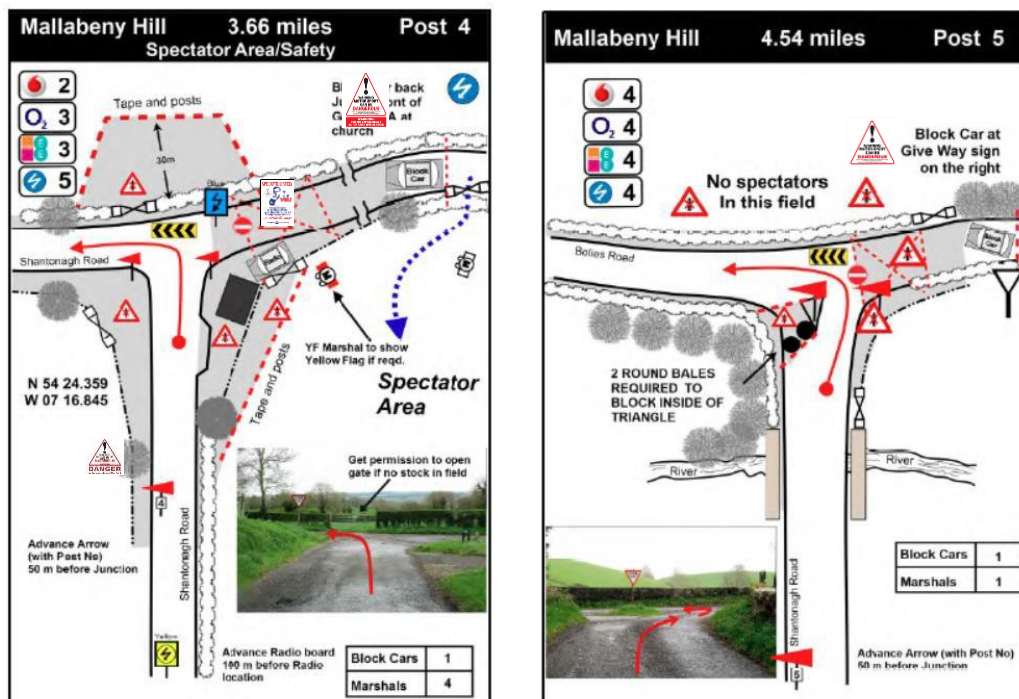 Mallabeny Hill 3.66 miles Post 4
Spectator Area/Safety
2
O2 3
3
5
Tape and posts
30m
back
church
Blue
Block
Car
Shantonagh Road
Radio
YF Marshal to show
Yellow Flag if reqd.
N 54 24.359
W 07 16.845
Spectator
Area
Tape and posts
DANGER
4
Get permission to open
gate if no stock in field
Shantonagh Road
Advance Arrow
(with Post No)
50 m before Junction
Yellow
Advance Radio board
100 m before Radio
location
Block Cars 1
Marshals 4
Mallabeny Hill 4.54 miles Post 5
4
O2 4
4
4
Block Car at
Give Way sign
on the right
No spectators
In this field
Block
Car
Bolies Road
2 ROUND BALES
REQUIRED TO
BLOCK INSIDE OF
TRIANGLE
River
River
Shantonagh Road
5
Block Cars 1
Marshals 1
Advance Arrow (with Post No)
50 m before Junction